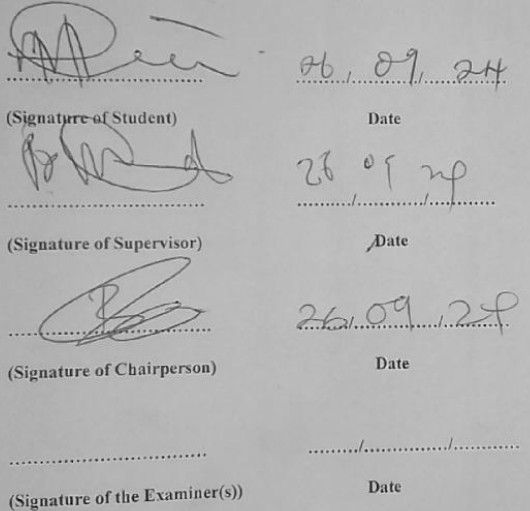 26, 09, 24
(Signature of Student) Date
26 09 24
(Signature of Supervisor) Date
26, 09, 24
(Signature of Chairperson) Date
(Signature of the Examiner(s)) Date